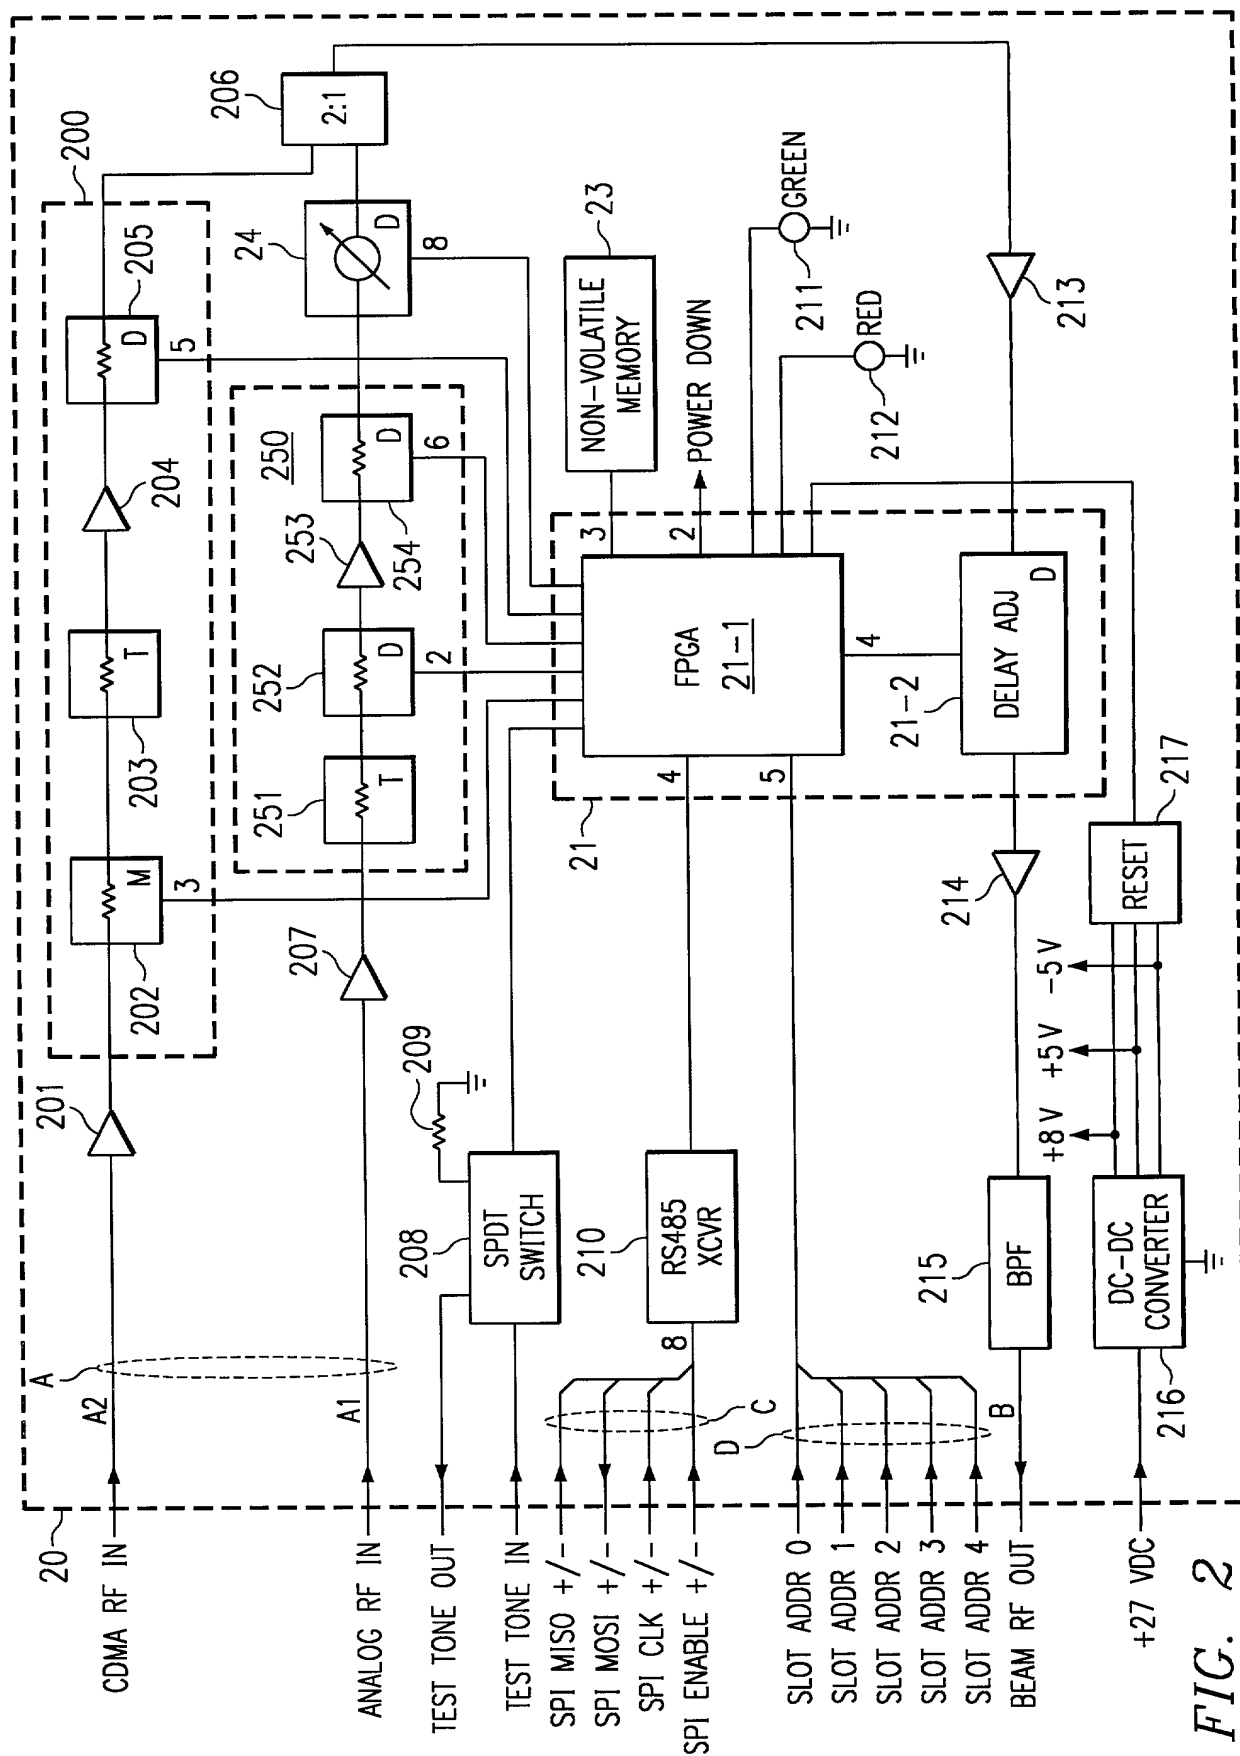 CDMA RF IN
20
A2
A
201
200
202
M
3
203
T
204
205
D
5
206
2:1
ANALOG RF IN
A1
207
250
251
T
252
D
2
253
254
D
6
24
D
8
TEST TONE OUT
TEST TONE IN
208
SPDT
SWITCH
209
SPI MISO +/-
SPI MOSI +/-
SPI CLK +/-
SPI ENABLE +/-
C
8
210
RS485
XCVR
4
21
FPGA
21-1
3
NON-VOLATILE
MEMORY
23
2
POWER DOWN
211
GREEN
212
RED
SLOT ADDR 0
SLOT ADDR 1
SLOT ADDR 2
SLOT ADDR 3
SLOT ADDR 4
D
5
4
21-2
DELAY ADJ
D
213
BEAM RF OUT
B
215
BPF
214
+27 VDC
216
DC-DC
CONVERTER
+8V
+5V
-5V
RESET
217
FIG. 2